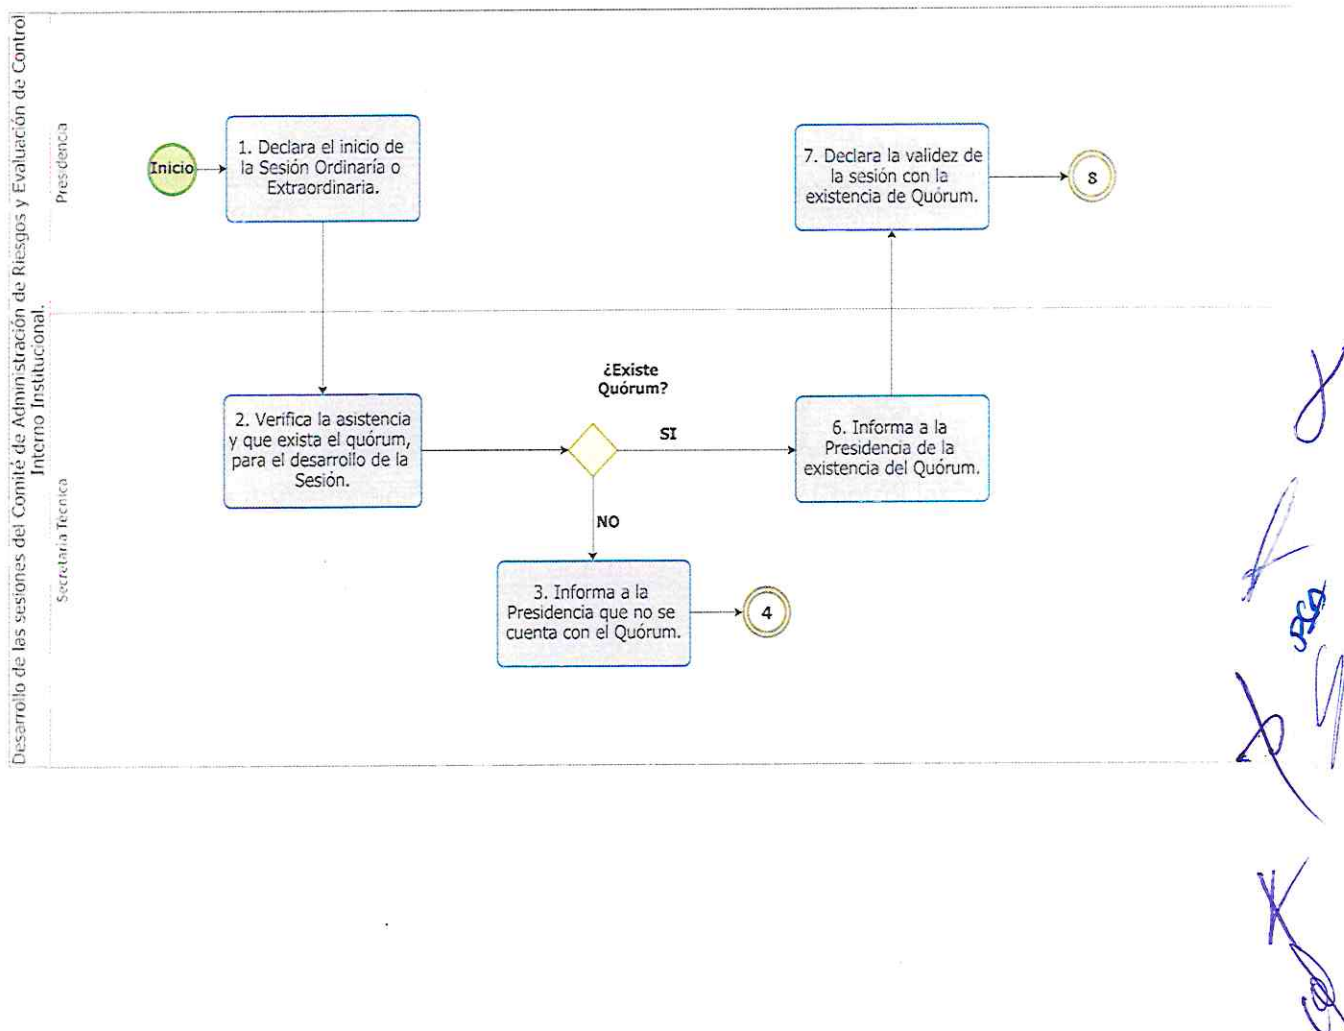 Desarrollo de las sesiones del Comité de Administración de Riesgos y Evaluación de Control
Interno Institucional.
Presidencia
Inicio
1. Declara el inicio de
la Sesión Ordinaría o
Extraordinaria.
7. Declara la validez de
la sesión con la
existencia de Quórum.
8
Secretaria Técnica
2. Verifica la asistencia
y que exista el quórum,
para el desarrollo de la
Sesión.
¿Existe
Quórum?
SI
6. Informa a la
Presidencia de la
existencia del Quórum.
NO
3. Informa a la
Presidencia que no se
cuenta con el Quórum.
4